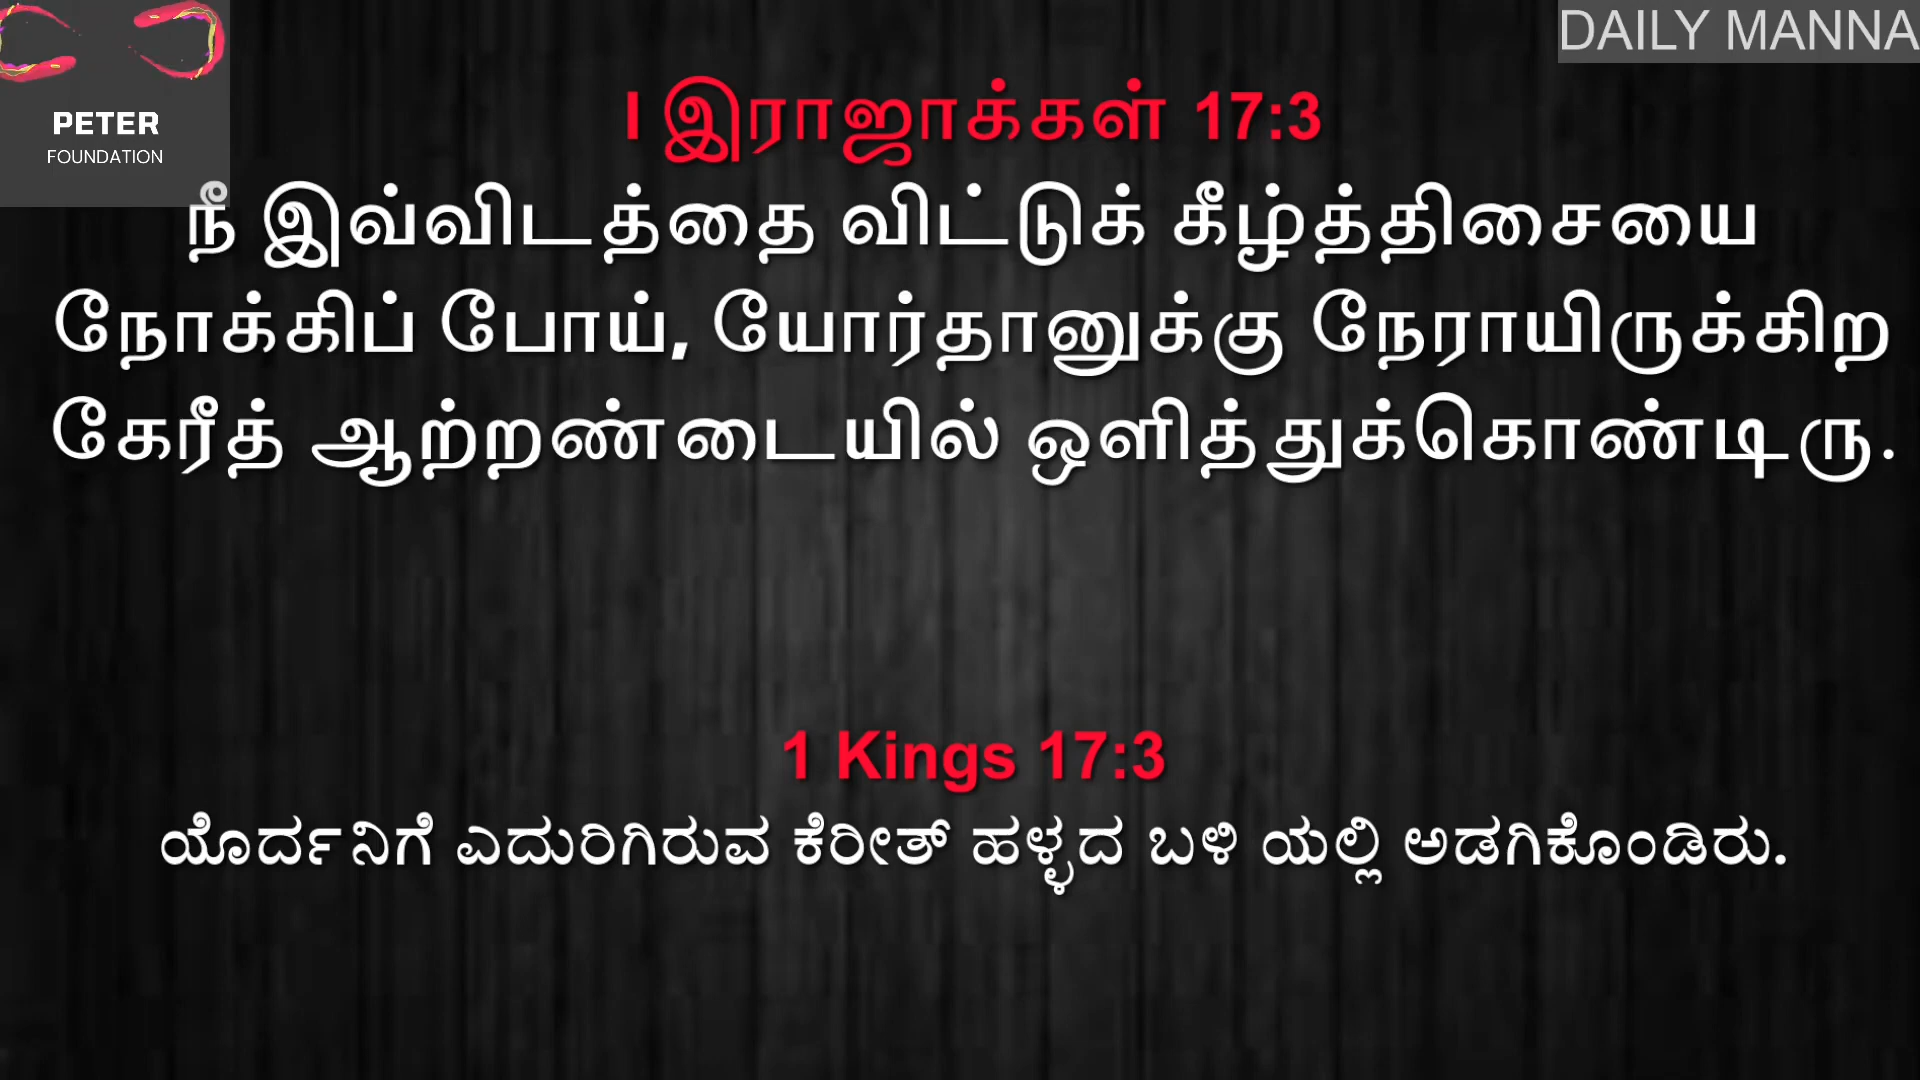 DAILY MANNA
PETER
FOUNDATION
I இராஜாக்கள் 17:3
நீ இவ்விடத்தை விட்டுக் கீழ்த்திசையை
நோக்கிப் போய், யோர்தானுக்கு நேராயிருக்கிற
கேரீத் ஆற்றண்டையில் ஒளித்துக்கொண்டிரு.
1 Kings 17:3
ಯೊರ್ದನಿಗೆ ಎದುರಿಗಿರುವ ಕೆರೀತ್ ಹಳ್ಳದ ಬಳಿ ಯಲ್ಲಿ ಅಡಗಿಕೊಂಡಿರು.